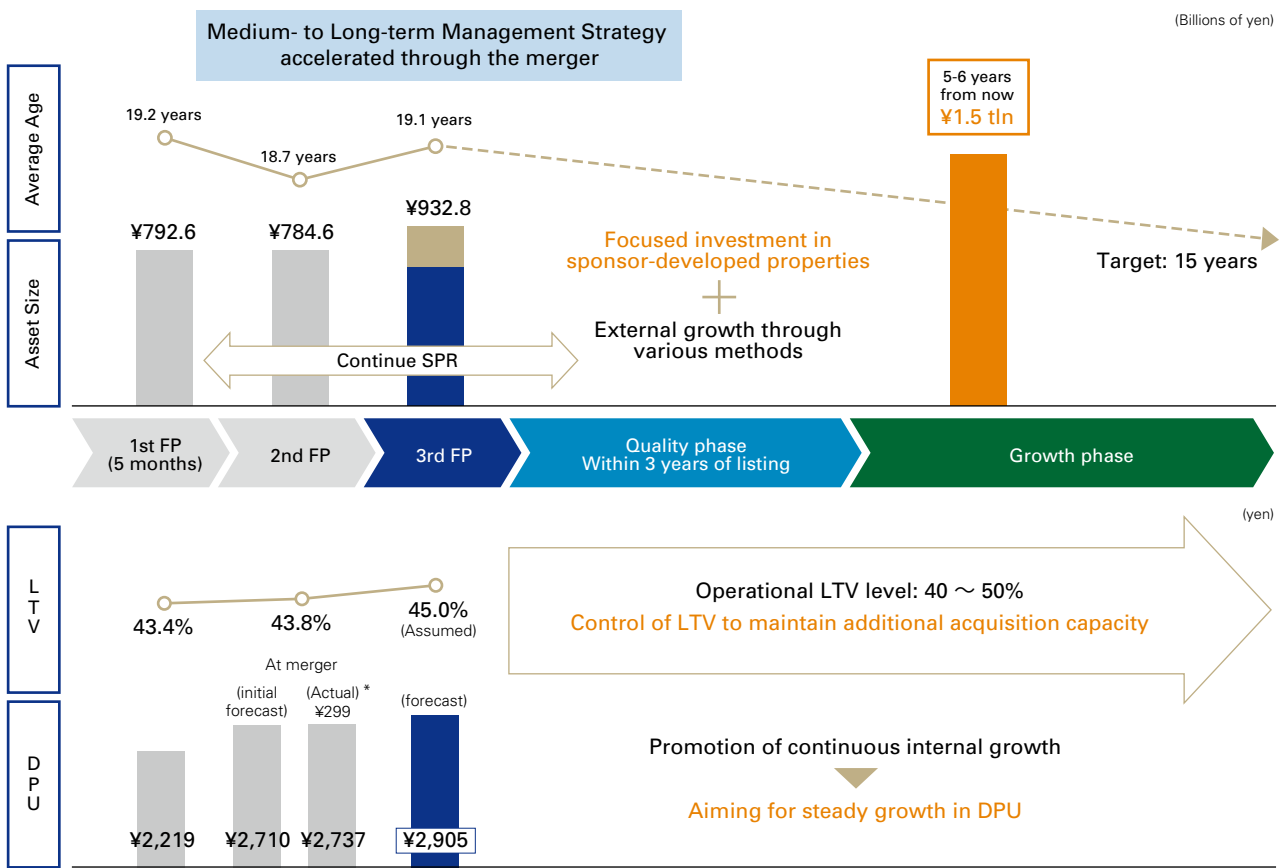 (Billions of yen)
Medium- to Long-term Management Strategy
accelerated through the merger
Average Age
19.2 years
18.7 years
19.1 years
5-6 years
from now
¥1.5 tln
Target: 15 years
Asset Size
¥792.6
¥784.6
¥932.8
Focused investment in
sponsor-developed properties
External growth through
various methods
Continue SPR
1st FP
(5 months)
2nd FP
3rd FP
Quality phase
Within 3 years of listing
Growth phase
(yen)
LTV
43.4%
43.8%
45.0%
(Assumed)
Operational LTV level: 40 ～ 50%
Control of LTV to maintain additional acquisition capacity
DPU
At merger
(initial
forecast)
(Actual) *
¥299
(forecast)
¥2,219
¥2,710
¥2,737
¥2,905
Promotion of continuous internal growth
Aiming for steady growth in DPU